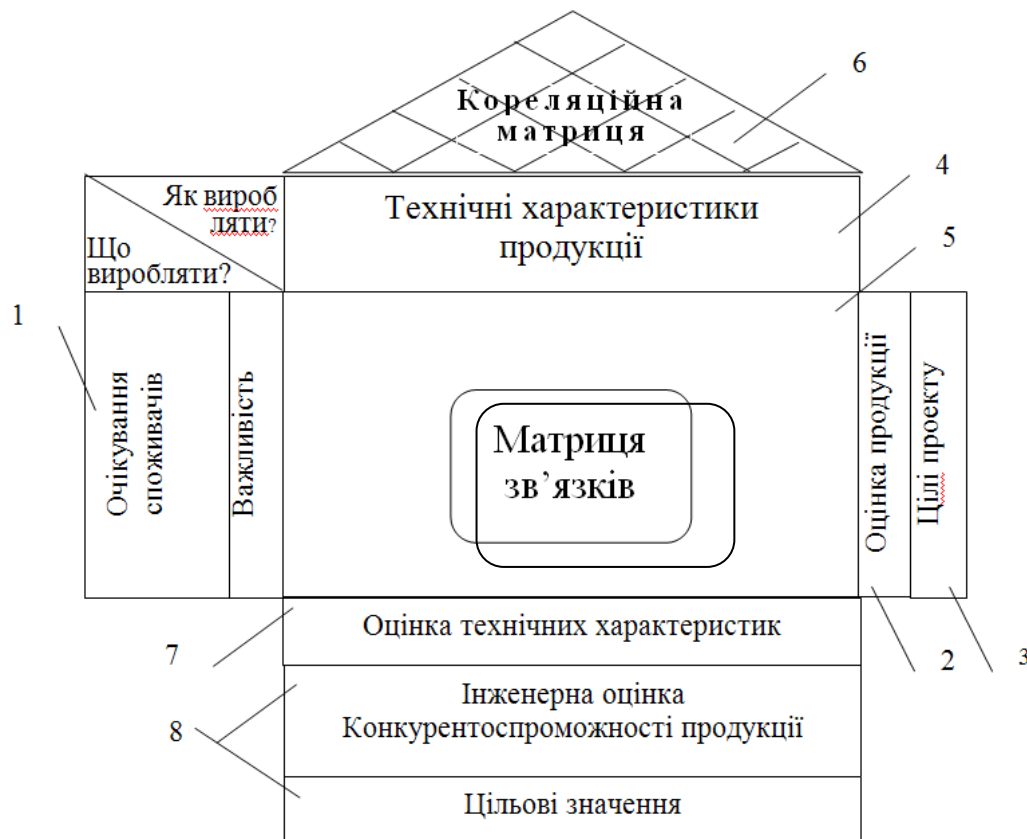 Кореляційна
матриця
6
4
Як вироб
ляти?
Що
виробляти?
Технічні характеристики
продукції
5
1
Очікування
споживачів
Важливість
Матриця
зв’язків
Оцінка продукції
Цілі проекту
7
Оцінка технічних характеристик
2
3
8
Інженерна оцінка
Конкурентоспроможності продукції
Цільові значення